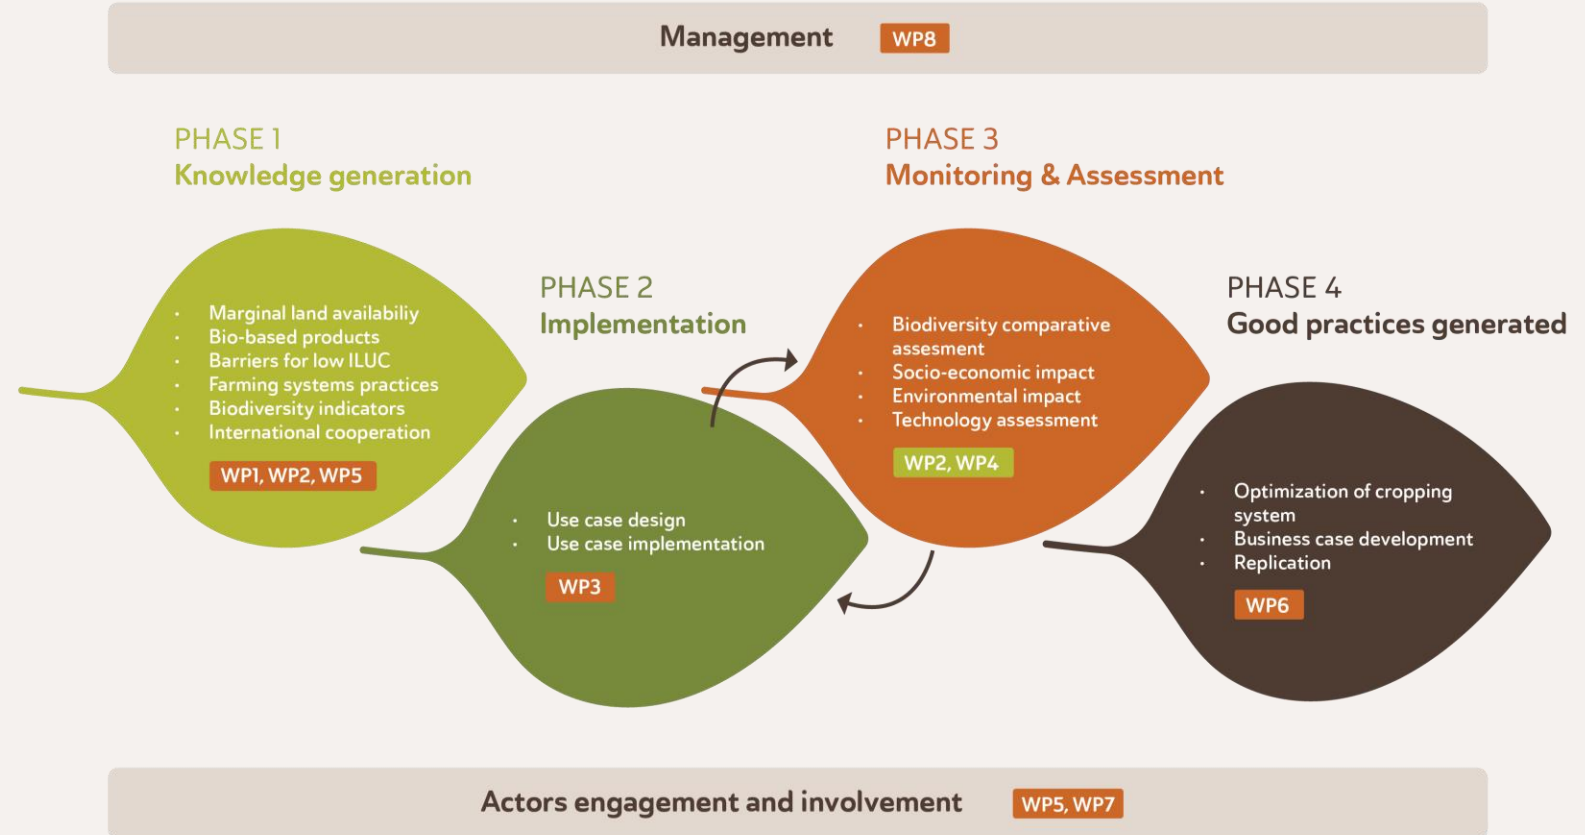 Management WP8
PHASE 1
Knowledge generation
· Marginal land availabiliy
· Bio-based products
· Barriers for low ILUC
· Farming systems practices
· Biodiversity indicators
· International cooperation
WP1, WP2, WP5
PHASE 2
Implementation
· Use case design
· Use case implementation
WP3
PHASE 3
Monitoring & Assessment
· Biodiversity comparative
assesment
· Socio-economic impact
· Environmental impact
· Technology assessment
WP2, WP4
PHASE 4
Good practices generated
· Optimization of cropping
system
· Business case development
· Replication
WP6
Actors engagement and involvement WP5, WP7